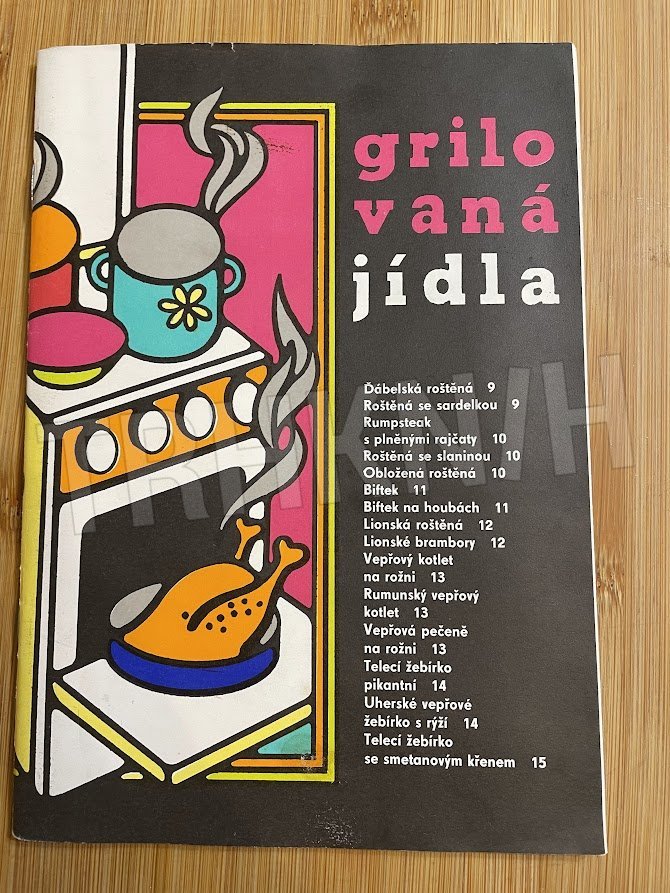 grilo
vaná
jídla
Ďábelská roštěná 9
Roštěná se sardelkou 9
Rumpsteak
s plněnými rajčaty 10
Roštěná se slaninou 10
Obložená roštěná 10
Biftek 11
Biftek na houbách 11
Lionská roštěná 12
Lionské brambory 12
Vepřový kotlet
na rožni 13
Rumunský vepřový
kotlet 13
Vepřová pečeně
na rožni 13
Telecí žebírko
pikantní 14
Uherské vepřové
žebírko s rýží 14
Telecí žebírko
se smetanovým křenem 15
TRHKNIH